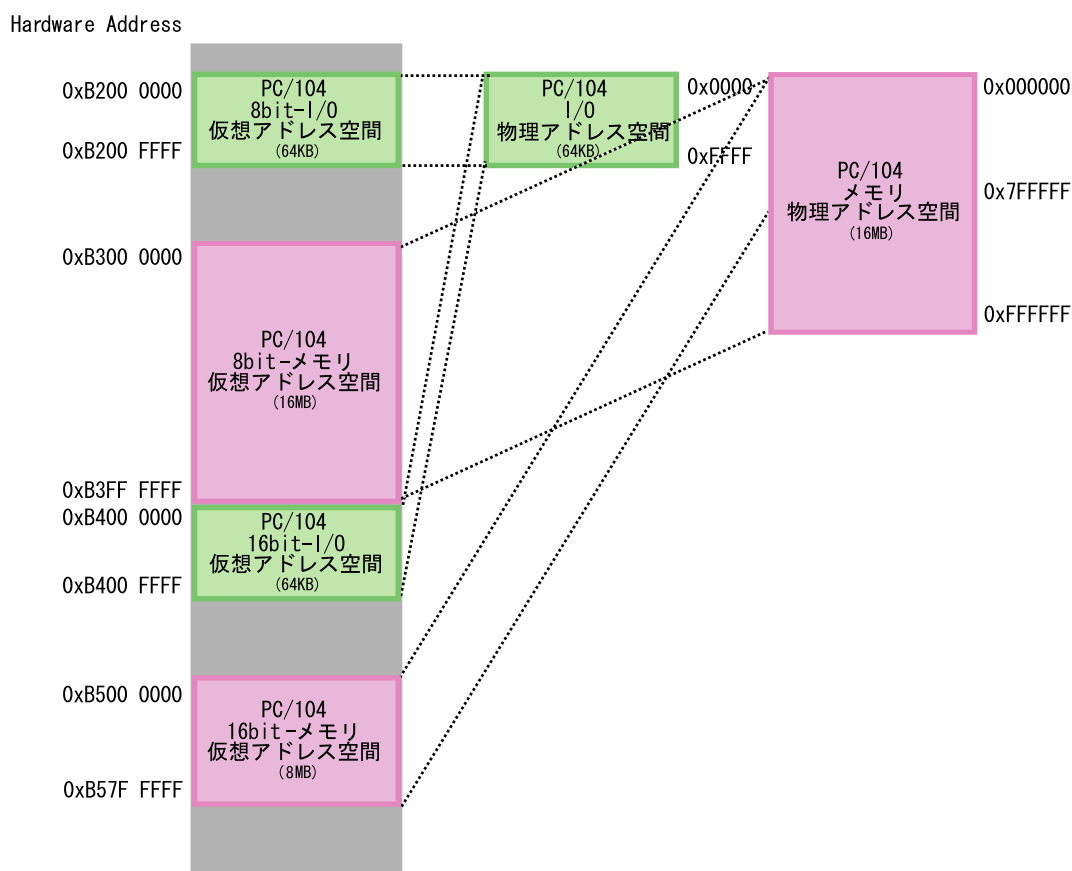 Hardware Address
0xB200 0000
0xB200 FFFF
PC/104
8bit-I/O
仮想アドレス空間
(64KB)
PC/104
I/O
物理アドレス空間
(64KB)
0x0000
0xFFFF
PC/104
メモリ
物理アドレス空間
(16MB)
0x000000
0x7FFFFF
0xFFFFFF
0xB300 0000
0xB3FF FFFF
PC/104
8bit-メモリ
仮想アドレス空間
(16MB)
0xB400 0000
0xB400 FFFF
PC/104
16bit-I/O
仮想アドレス空間
(64KB)
0xB500 0000
0xB57F FFFF
PC/104
16bit-メモリ
仮想アドレス空間
(8MB)